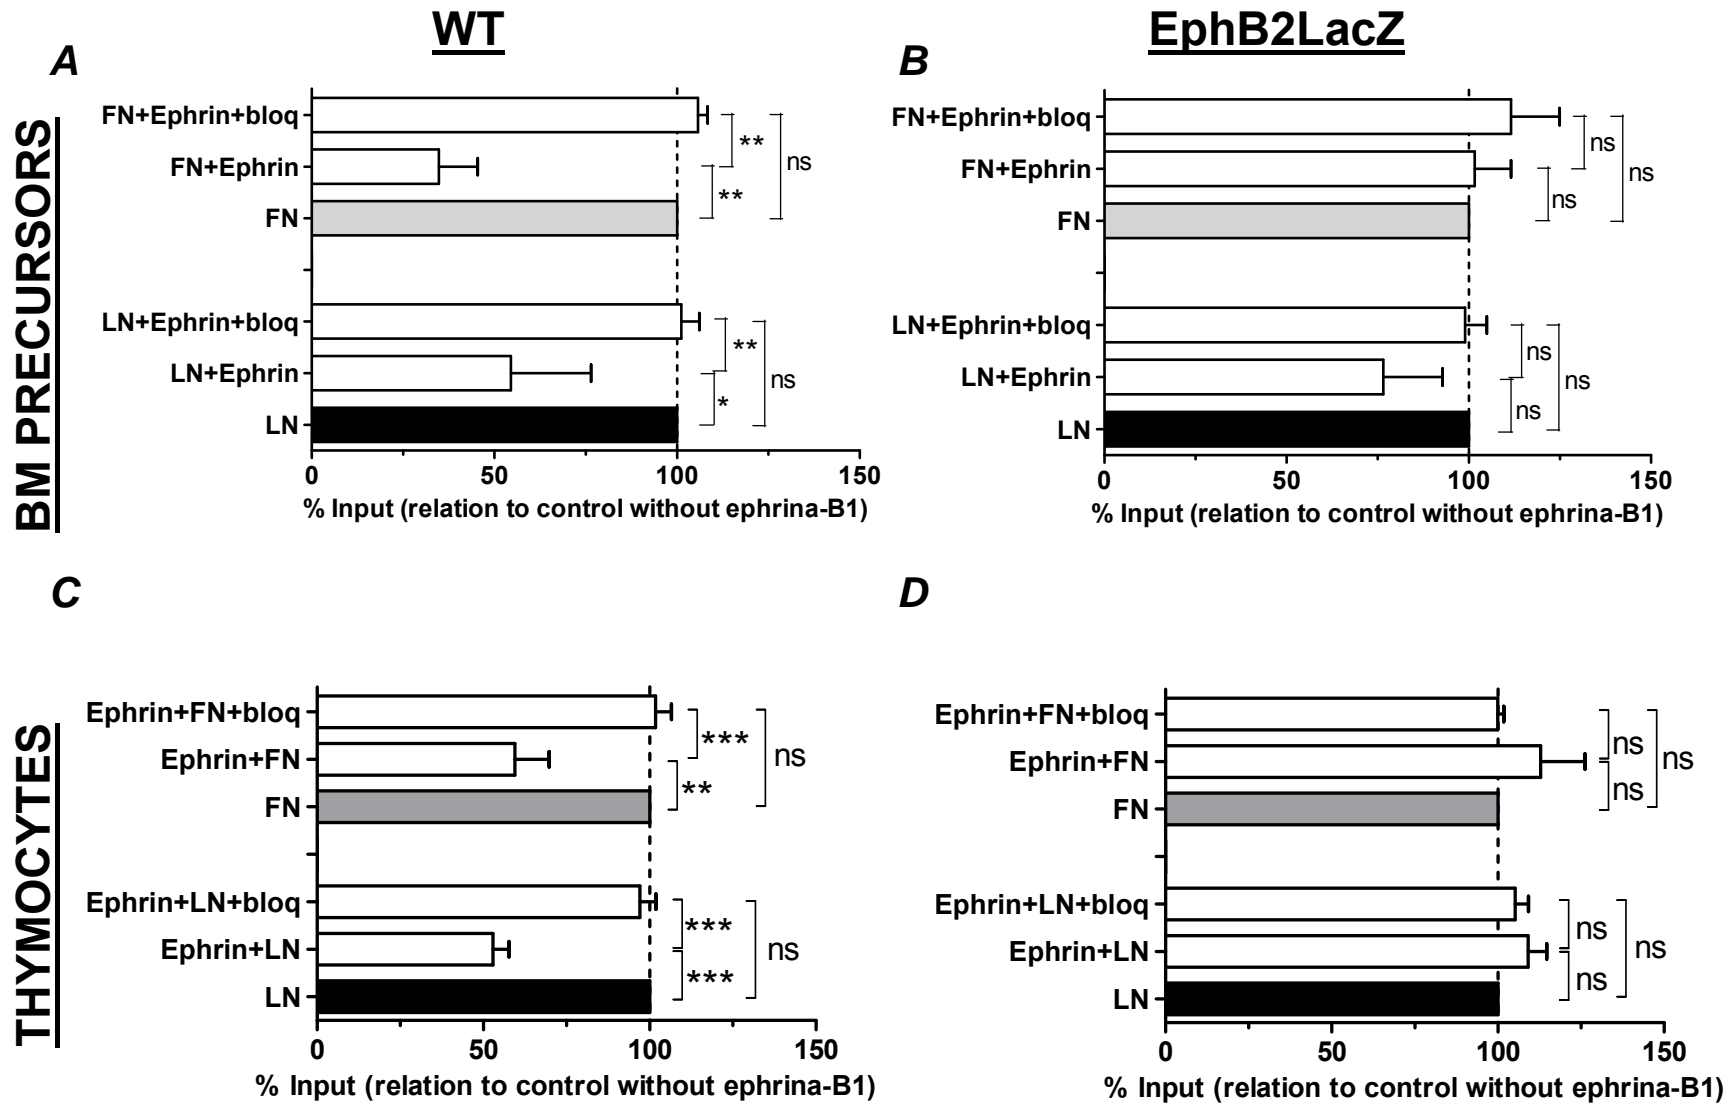 WT
EphB2LacZ
BM PRECURSORS
A
FN+Ephrin+bloq
FN+Ephrin
FN
LN+Ephrin+bloq
LN+Ephrin
LN
**
**
ns
**
*
ns
0 50 100 150
% Input (relation to control without ephrina-B1)
B
FN+Ephrin+bloq
FN+Ephrin
FN
LN+Ephrin+bloq
LN+Ephrin
LN
ns
ns
ns
ns
ns
ns
0 50 100 150
% Input (relation to control without ephrina-B1)
THYMOCYTES
C
Ephrin+FN+bloq
Ephrin+FN
FN
Ephrin+LN+bloq
Ephrin+LN
LN
***
**
ns
***
***
ns
0 50 100 150
% Input (relation to control without ephrina-B1)
D
Ephrin+FN+bloq
Ephrin+FN
FN
Ephrin+LN+bloq
Ephrin+LN
LN
ns
ns
ns
ns
ns
ns
0 50 100 150
% Input (relation to control without ephrina-B1)